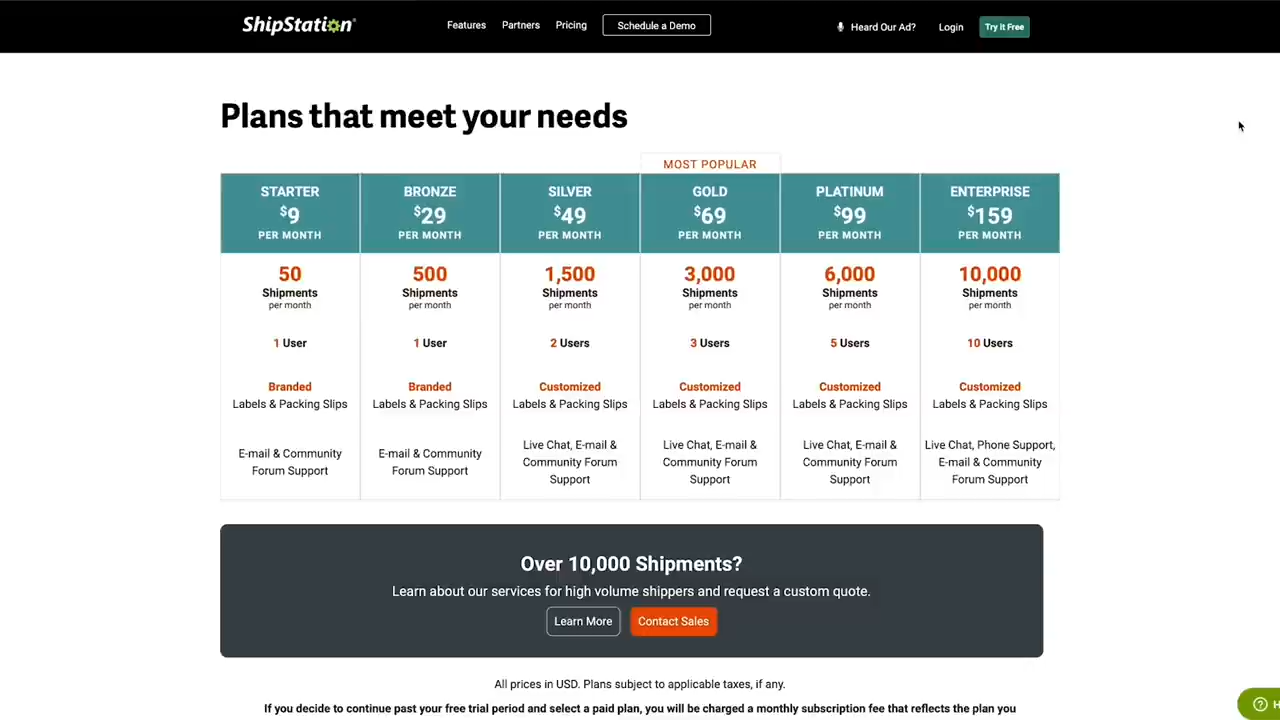 ShipStation
Features Partners Pricing Schedule a Demo Heard Our Ad? Login Try It Free
Plans that meet your needs
MOST POPULAR
STARTER BRONZE SILVER GOLD PLATINUM ENTERPRISE
$9 $29 $49 $69 $99 $159
PER MONTH PER MONTH PER MONTH PER MONTH PER MONTH PER MONTH
50 500 1,500 3,000 6,000 10,000
Shipments Shipments Shipments Shipments Shipments Shipments
per month per month per month per month per month per month
1 User 1 User 2 Users 3 Users 5 Users 10 Users
Branded Branded Customized Customized Customized Customized
Labels & Packing Slips Labels & Packing Slips Labels & Packing Slips Labels & Packing Slips Labels & Packing Slips Labels & Packing Slips
E-mail & Community
Forum Support
E-mail & Community
Forum Support
Live Chat, E-mail &
Community Forum
Support
Live Chat, E-mail &
Community Forum
Support
Live Chat, E-mail &
Community Forum
Support
Live Chat, Phone Support,
E-mail & Community
Forum Support
Over 10,000 Shipments?
Learn about our services for high volume shippers and request a custom quote.
Learn More Contact Sales
All prices in USD. Plans subject to applicable taxes, if any.
If you decide to continue past your free trial period and select a paid plan, you will be charged a monthly subscription fee that reflects the plan you